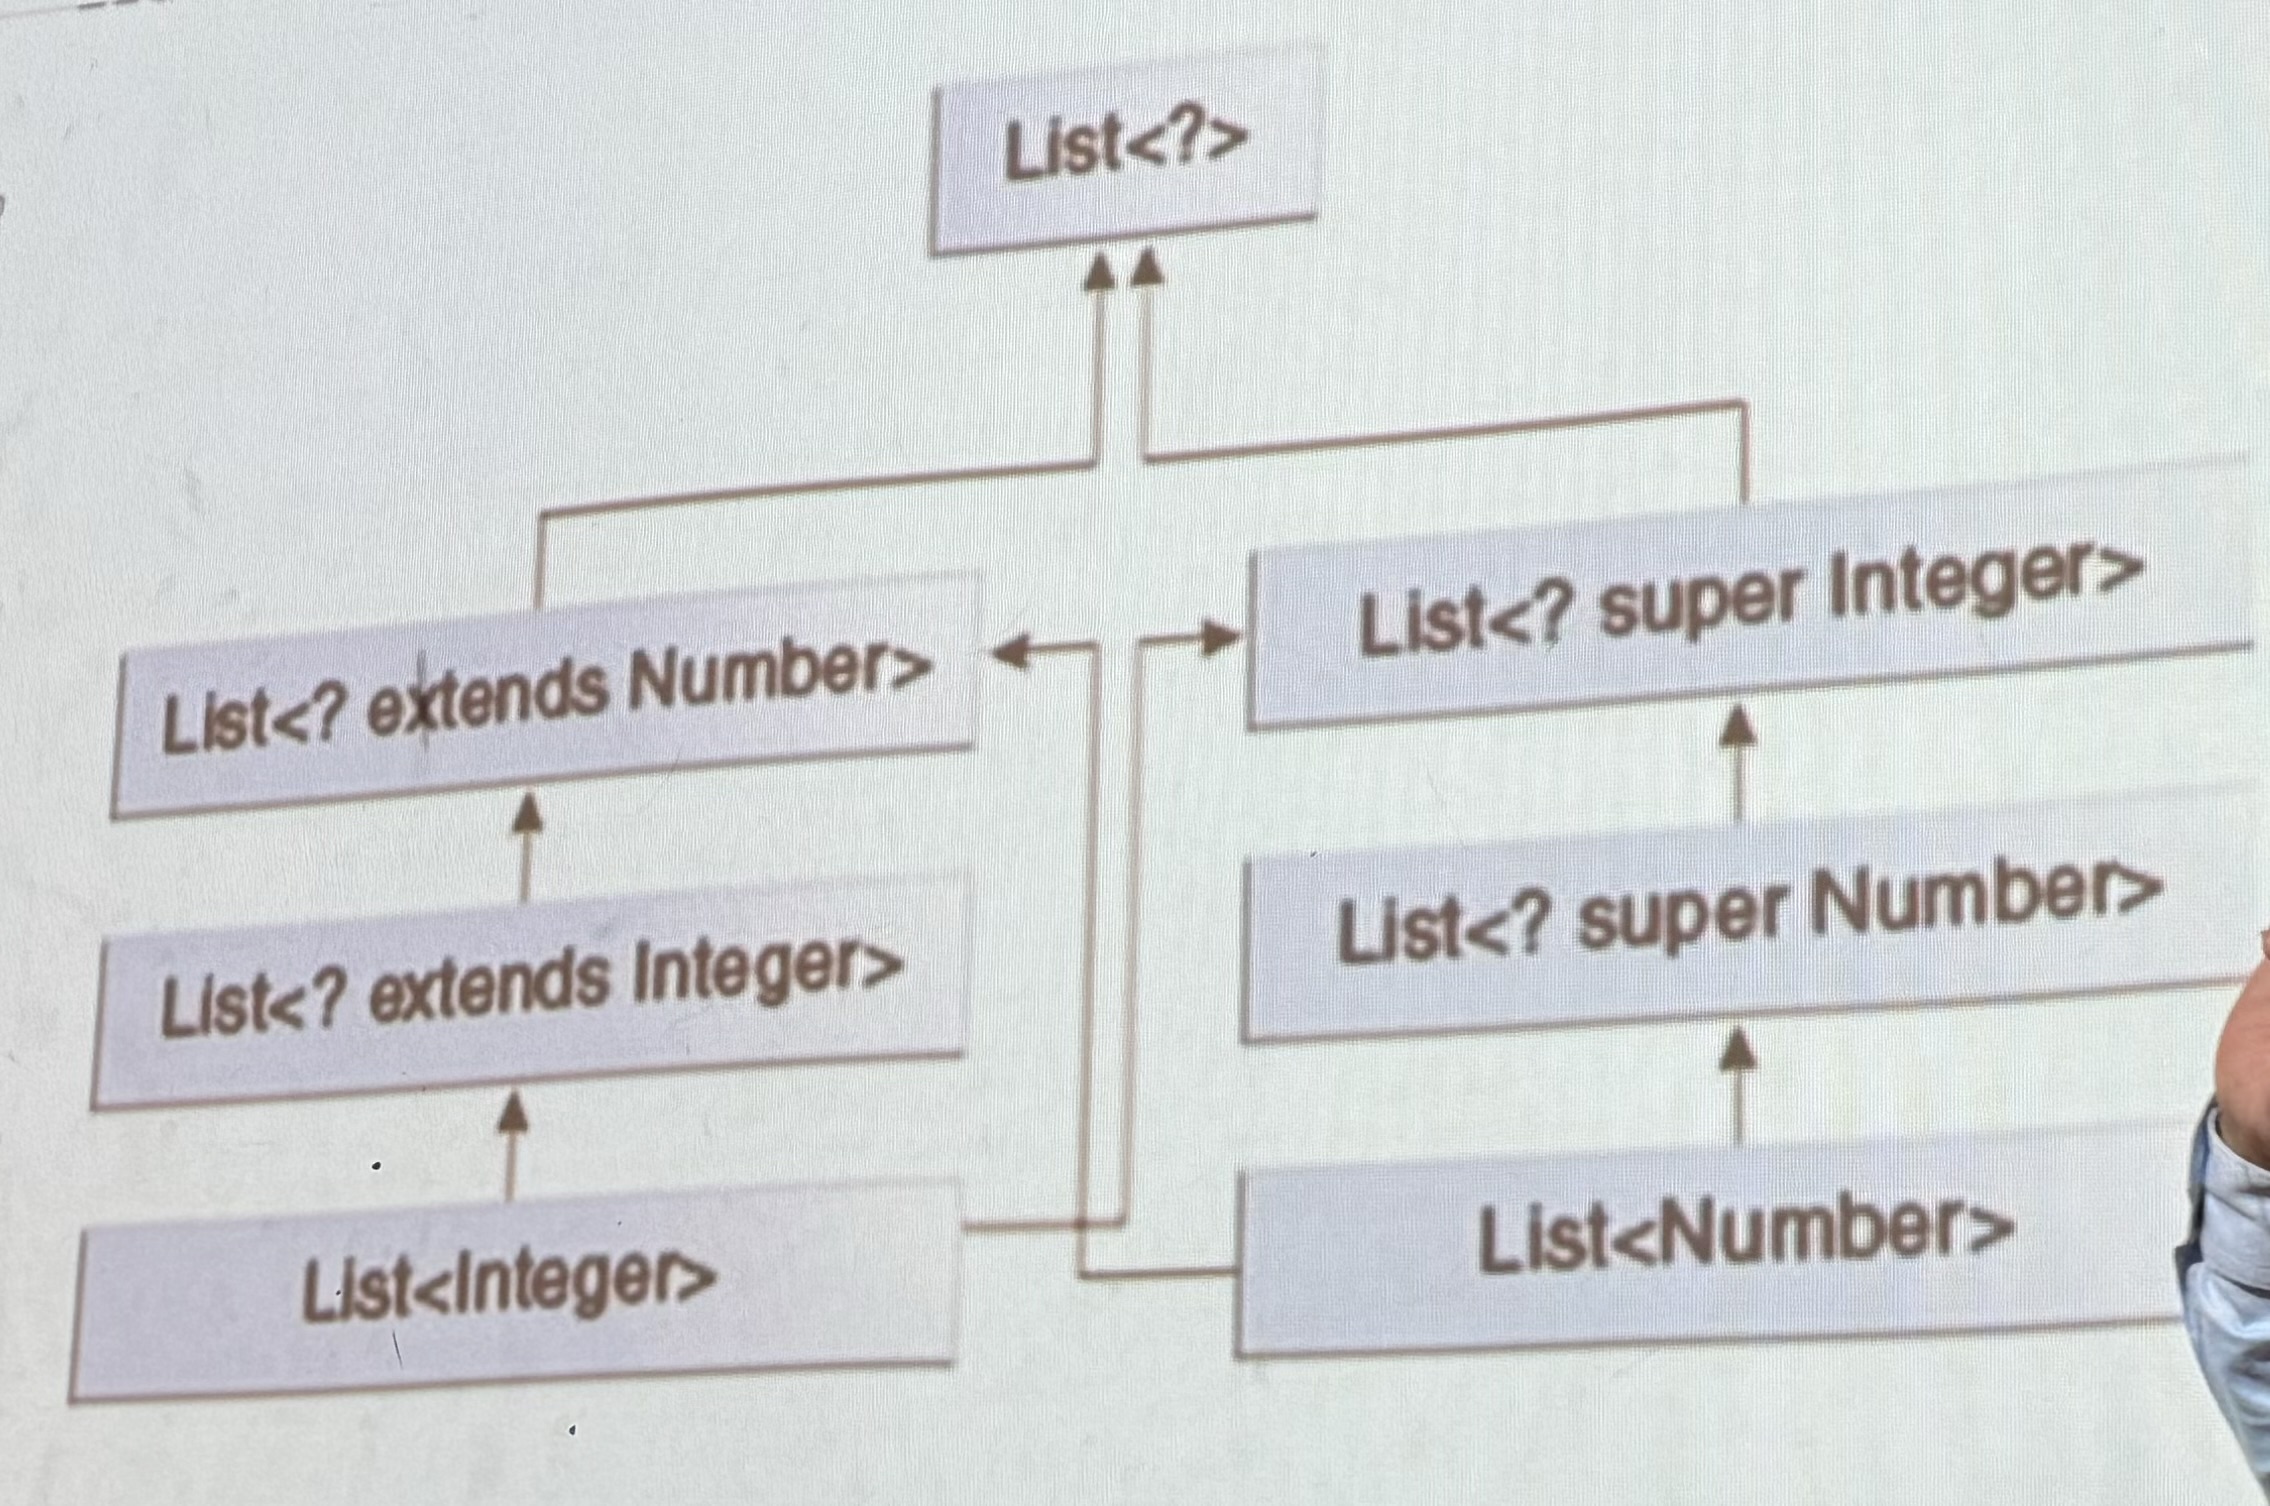 List<?>
List<? extends Number>
List<? super Integer>
List<? extends Integer>
List<? super Number>
List<Integer>
List<Number>